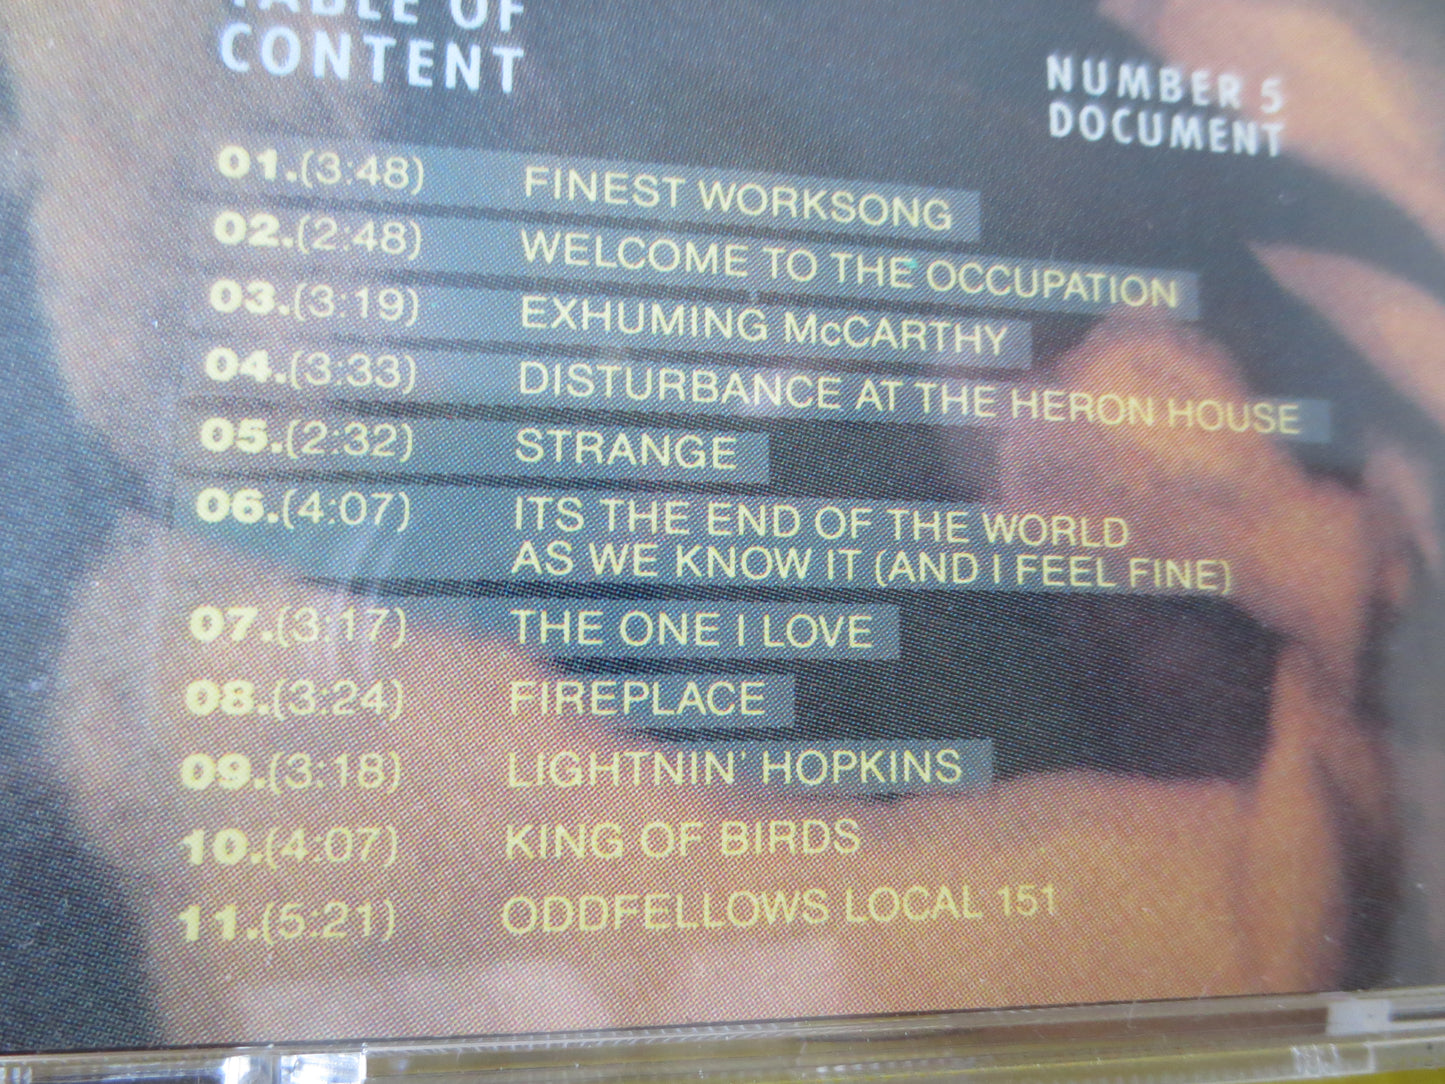 TABLE OF
CONTENT
NUMBER 5
DOCUMENT
01.(3:48) FINEST WORKSONG
02.(2:48) WELCOME TO THE OCCUPATION
03.(3:19) EXHUMING McCARTHY
04.(3:33) DISTURBANCE AT THE HERON HOUSE
05.(2:32) STRANGE
06.(4:07) ITS THE END OF THE WORLD
AS WE KNOW IT (AND I FEEL FINE)
07.(3:17) THE ONE I LOVE
08.(3:24) FIREPLACE
09.(3:18) LIGHTNIN' HOPKINS
10.(4:07) KING OF BIRDS
11.(5:21) ODDFELLOWS LOCAL 151